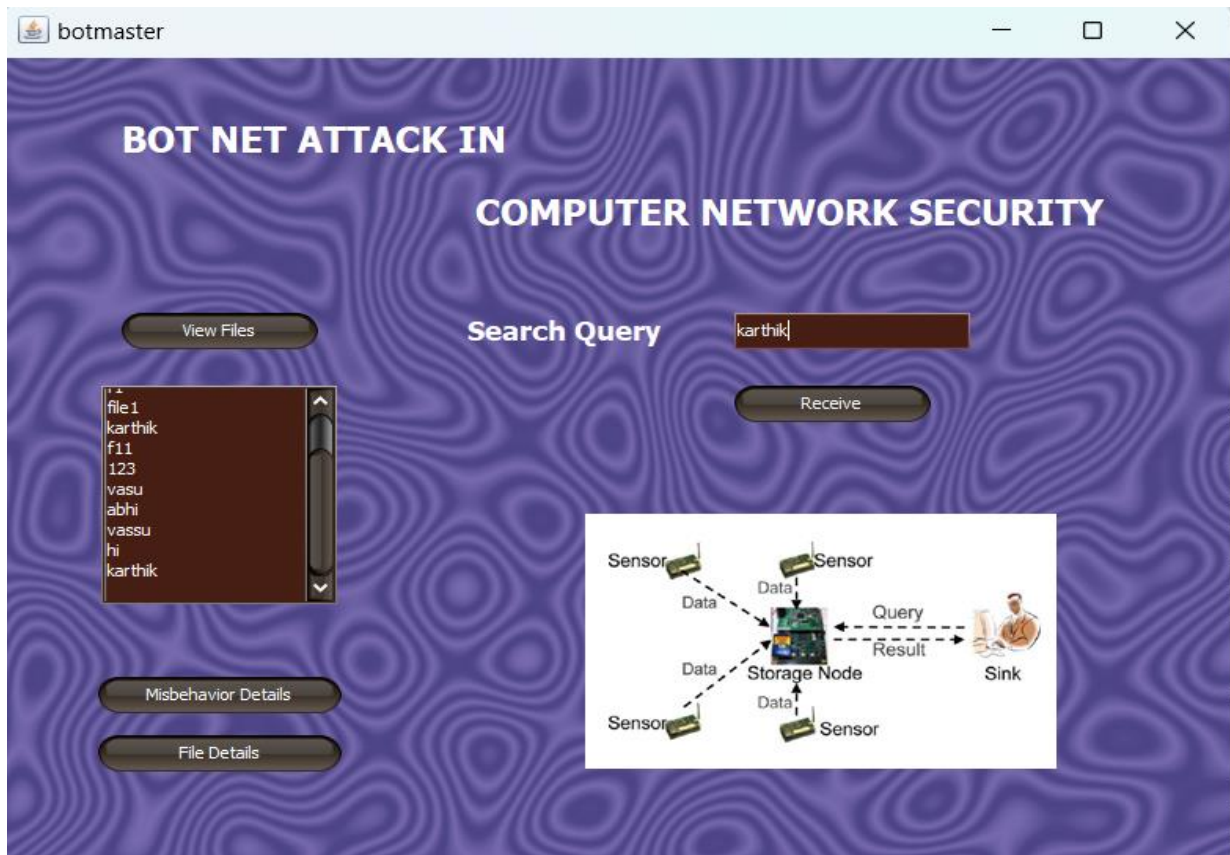 botmaster
BOT NET ATTACK IN
COMPUTER NETWORK SECURITY
View Files
Search Query
karthik
Receive
file1
karthik
f11
123
vasu
abhi
vassu
hi
karthik
Misbehavior Details
File Details
Sensor
Sensor
Data
Data
Query
Result
Data
Storage Node
Sink
Data
Sensor
Sensor